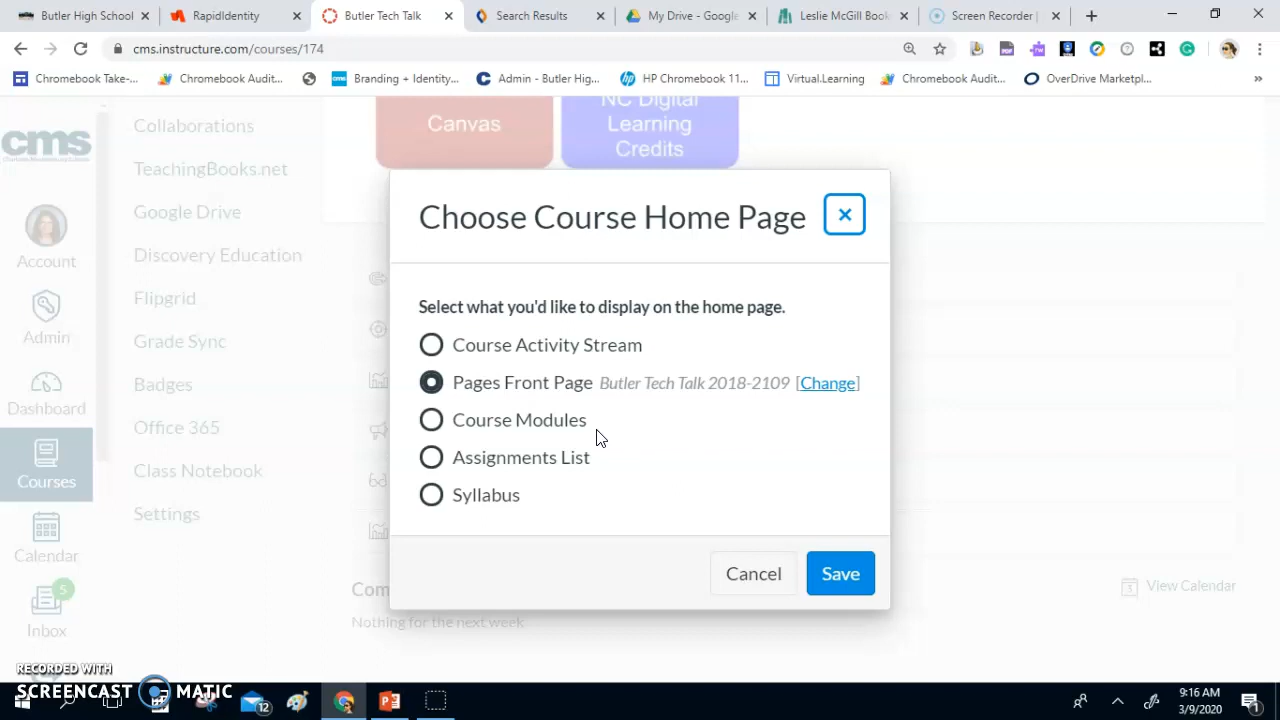 Butler High School
RapidIdentity
Butler Tech Talk
Search Results
My Drive - Google
Leslie McGill Book
Screen Recorder
cms.instructure.com/courses/174
Chromebook Take-...
Chromebook Audit...
Branding + Identity...
Admin - Butler Hig...
HP Chromebook 11...
Virtual.Learning
Chromebook Audit...
OverDrive Marketpl...
cms
Account
Admin
Dashboard
Courses
Calendar
5
Inbox
Collaborations
TeachingBooks.net
Google Drive
Discovery Education
Flipgrid
Grade Sync
Badges
Office 365
Class Notebook
Settings
Canvas
NC Digital
Learning
Credits
Choose Course Home Page
Select what you'd like to display on the home page.
Course Activity Stream
Pages Front Page Butler Tech Talk 2018-2109 [Change]
Course Modules
Assignments List
Syllabus
Cancel
Save
Com
Nothing for the next week
View Calendar
RECORDED WITH
SCREENCAST MATIC
12
9:16 AM
3/9/2020
1